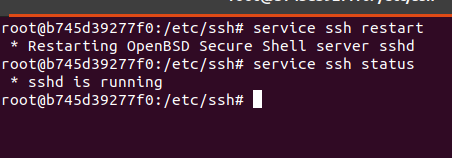 root@b745d39277f0:/etc/ssh# service ssh restart
* Restarting OpenBSD Secure Shell server sshd
root@b745d39277f0:/etc/ssh# service ssh status
* sshd is running
root@b745d39277f0:/etc/ssh#